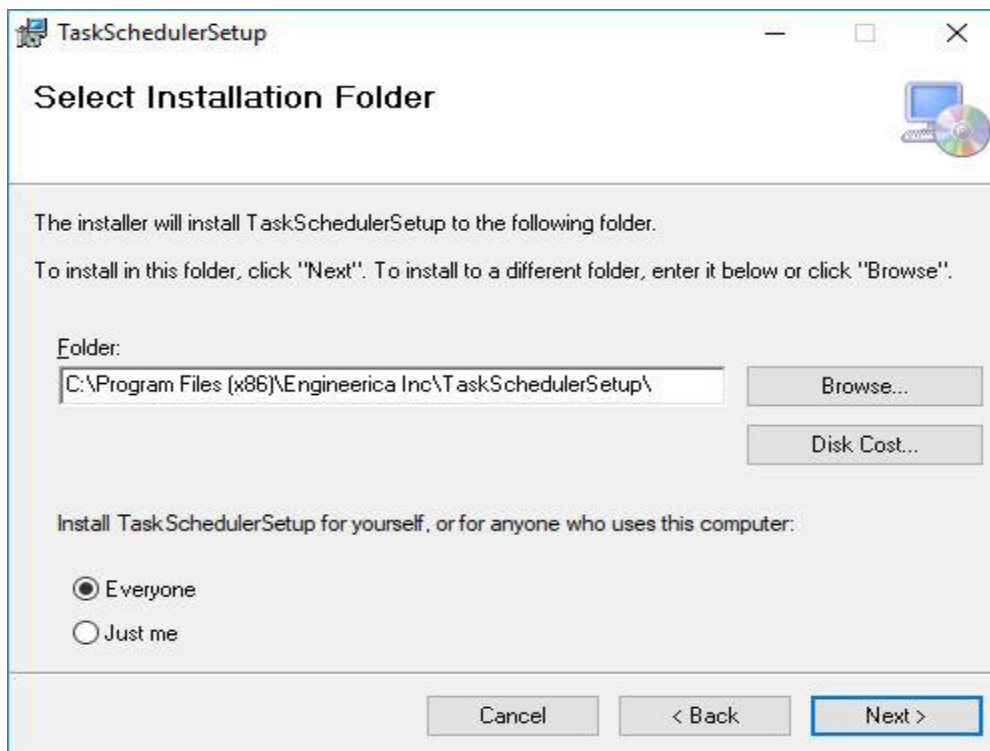 TaskSchedulerSetup
Select Installation Folder
The installer will install TaskSchedulerSetup to the following folder.
To install in this folder, click "Next". To install to a different folder, enter it below or click "Browse".
Folder:
C:\Program Files (x86)\Engineerica Inc\TaskSchedulerSetup\
Browse...
Disk Cost...
Install TaskSchedulerSetup for yourself, or for anyone who uses this computer:
Everyone
Just me
Cancel
< Back
Next >